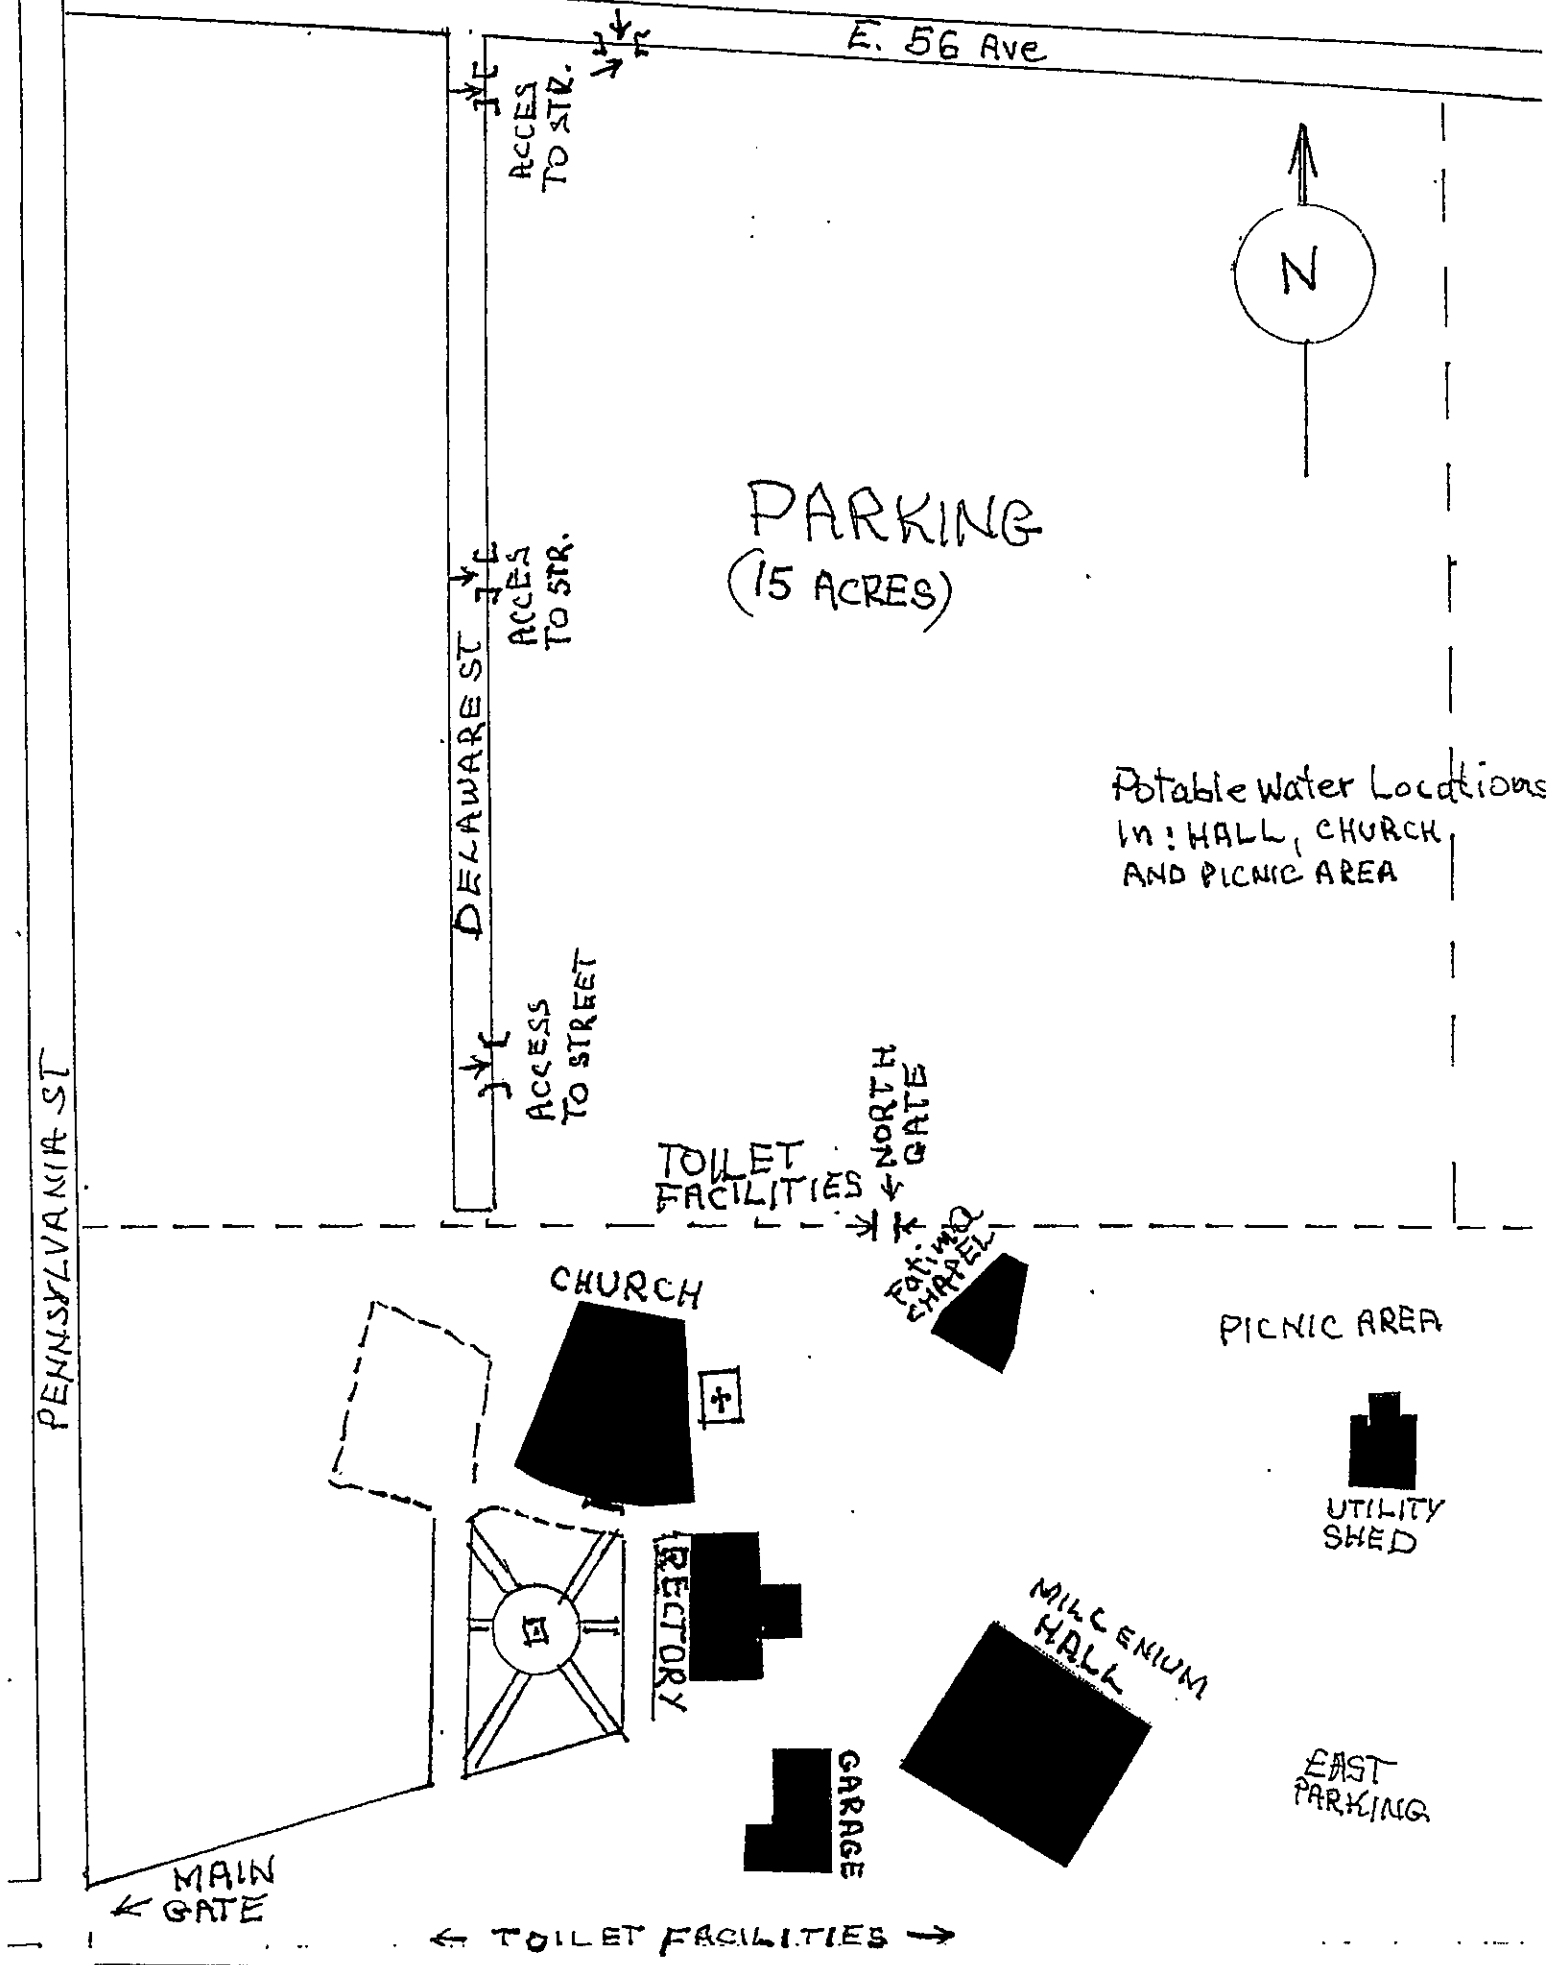 E. 56 Ave
ACCES
TO STR.
N
PARKING
(15 ACRES)
ACCES
TO STR.
DELAWARE ST
Potable Water Locations
In: HALL, CHURCH,
AND PICNIC AREA
ACCESS
TO STREET
PENNSYLVANIA ST
NORTH
GATE
TOILET
FACILITIES
Fatima
CHAPEL
CHURCH
PICNIC AREA
UTILITY
SHED
RECTORY
MILLENIUM
HALL
GARAGE
EAST
PARKING
MAIN
GATE
TOILET FACILITIES